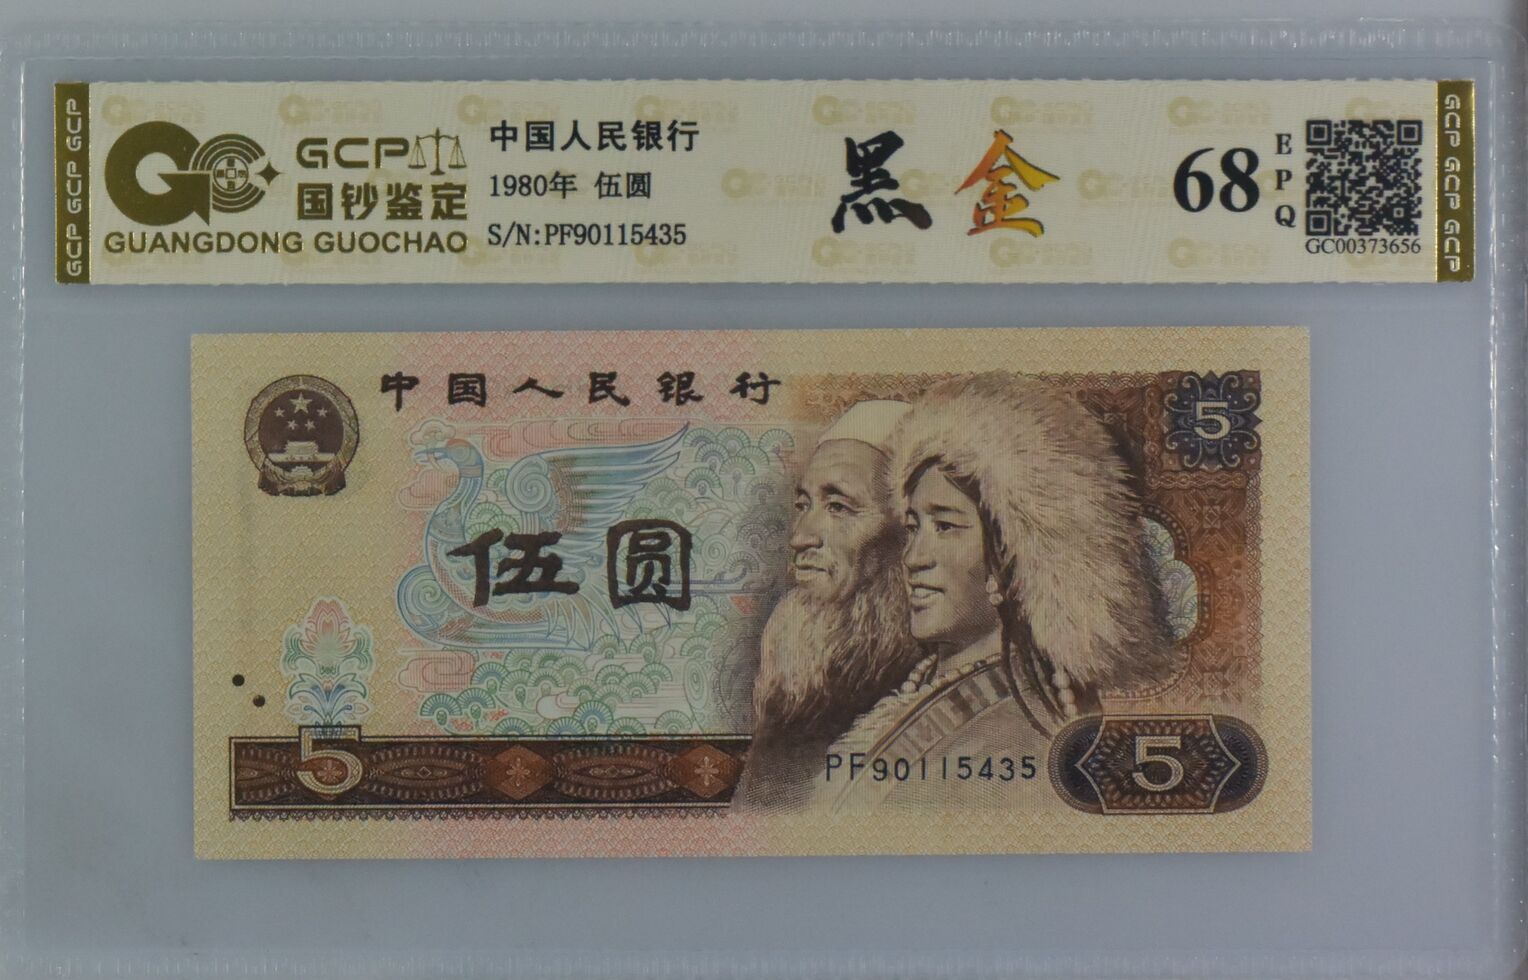 GCP GCP GCP
GCP
国钞鉴定
GUANGDONG GUOCHAO
中国人民银行
1980年 伍圆
S/N:PF90115435
黑金
68
EPQ
GC00373656
GCP GCP GCP
中国人民银行
5
伍圆
5
PF90115435
5